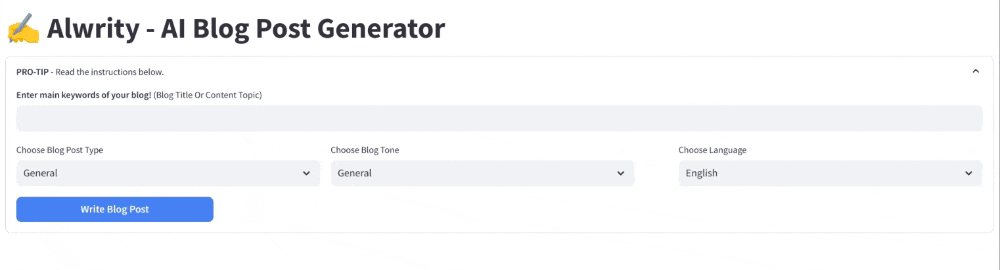 ✍️ Alwrity - AI Blog Post Generator
PRO-TIP - Read the instructions below.
Enter main keywords of your blog! (Blog Title Or Content Topic)
Choose Blog Post Type
Choose Blog Tone
Choose Language
General
General
English
Write Blog Post